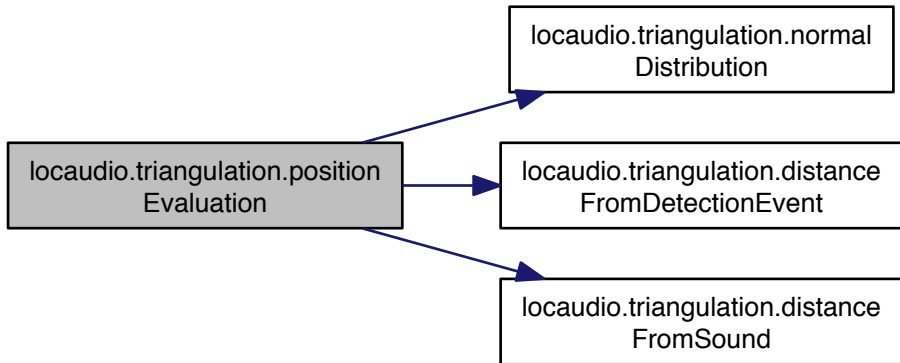 locaudio.triangulation.normal
Distribution
locaudio.triangulation.position
Evaluation
locaudio.triangulation.distance
FromDetectionEvent
locaudio.triangulation.distance
FromSound